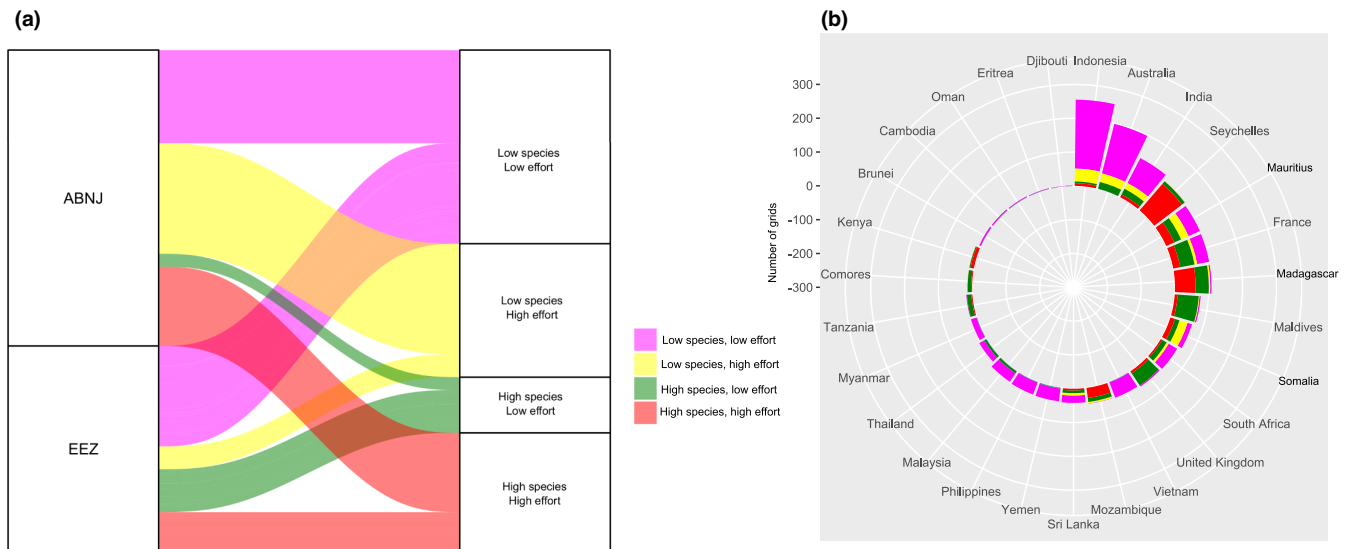 (a)
ABNJ
EEZ
Low species
Low effort
Low species
High effort
High species
Low effort
High species
High effort
Low species, low effort
Low species, high effort
High species, low effort
High species, high effort
(b)
Number of grids
300
200
100
0
-100
-200
-300
Djibouti
Indonesia
Australia
India
Seychelles
Mauritius
France
Madagascar
Maldives
Somalia
South Africa
United Kingdom
Vietnam
Mozambique
Sri Lanka
Yemen
Philippines
Malaysia
Thailand
Myanmar
Tanzania
Comores
Kenya
Brunei
Cambodia
Oman
Eritrea